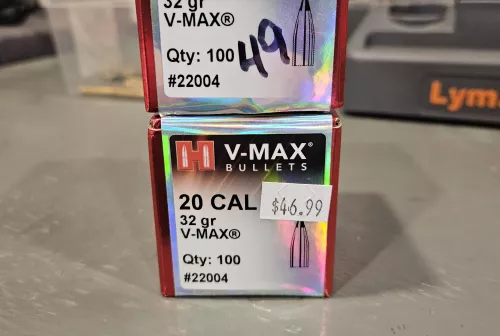 32 gr
V-MAX®
Qty: 100
49
#22004
Lym
H V-MAX®
BULLETS
20 CAL
$46.99
32 gr
V-MAX®
Qty: 100
#22004